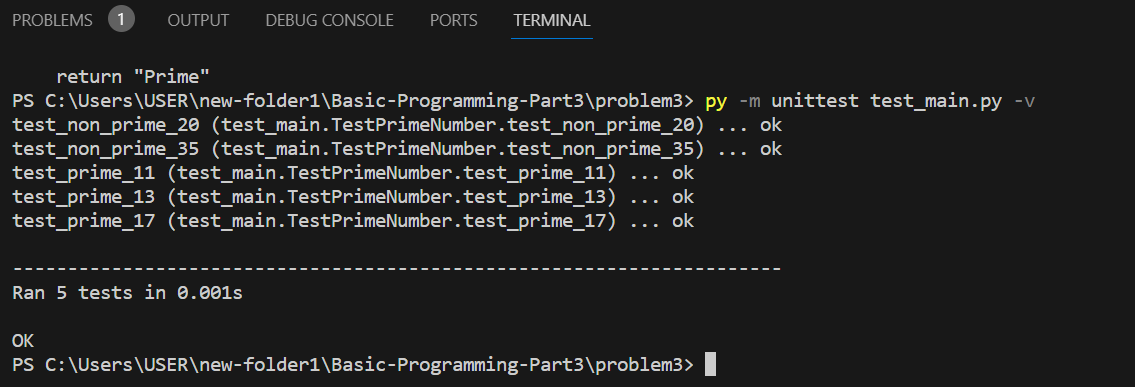 PROBLEMS 1 OUTPUT DEBUG CONSOLE PORTS TERMINAL
    return "Prime"
PS C:\Users\USER\new-folder1\Basic-Programming-Part3\problem3> py -m unittest test_main.py -v
test_non_prime_20 (test_main.TestPrimeNumber.test_non_prime_20) ... ok
test_non_prime_35 (test_main.TestPrimeNumber.test_non_prime_35) ... ok
test_prime_11 (test_main.TestPrimeNumber.test_prime_11) ... ok
test_prime_13 (test_main.TestPrimeNumber.test_prime_13) ... ok
test_prime_17 (test_main.TestPrimeNumber.test_prime_17) ... ok
----------------------------------------------------------------------
Ran 5 tests in 0.001s
OK
PS C:\Users\USER\new-folder1\Basic-Programming-Part3\problem3>